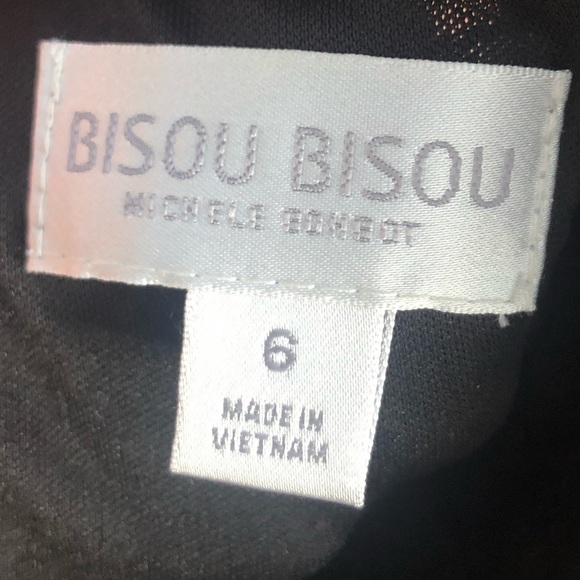 BISOU BISOU
MICHELE BOHBOT
6
MADE IN
VIETNAM